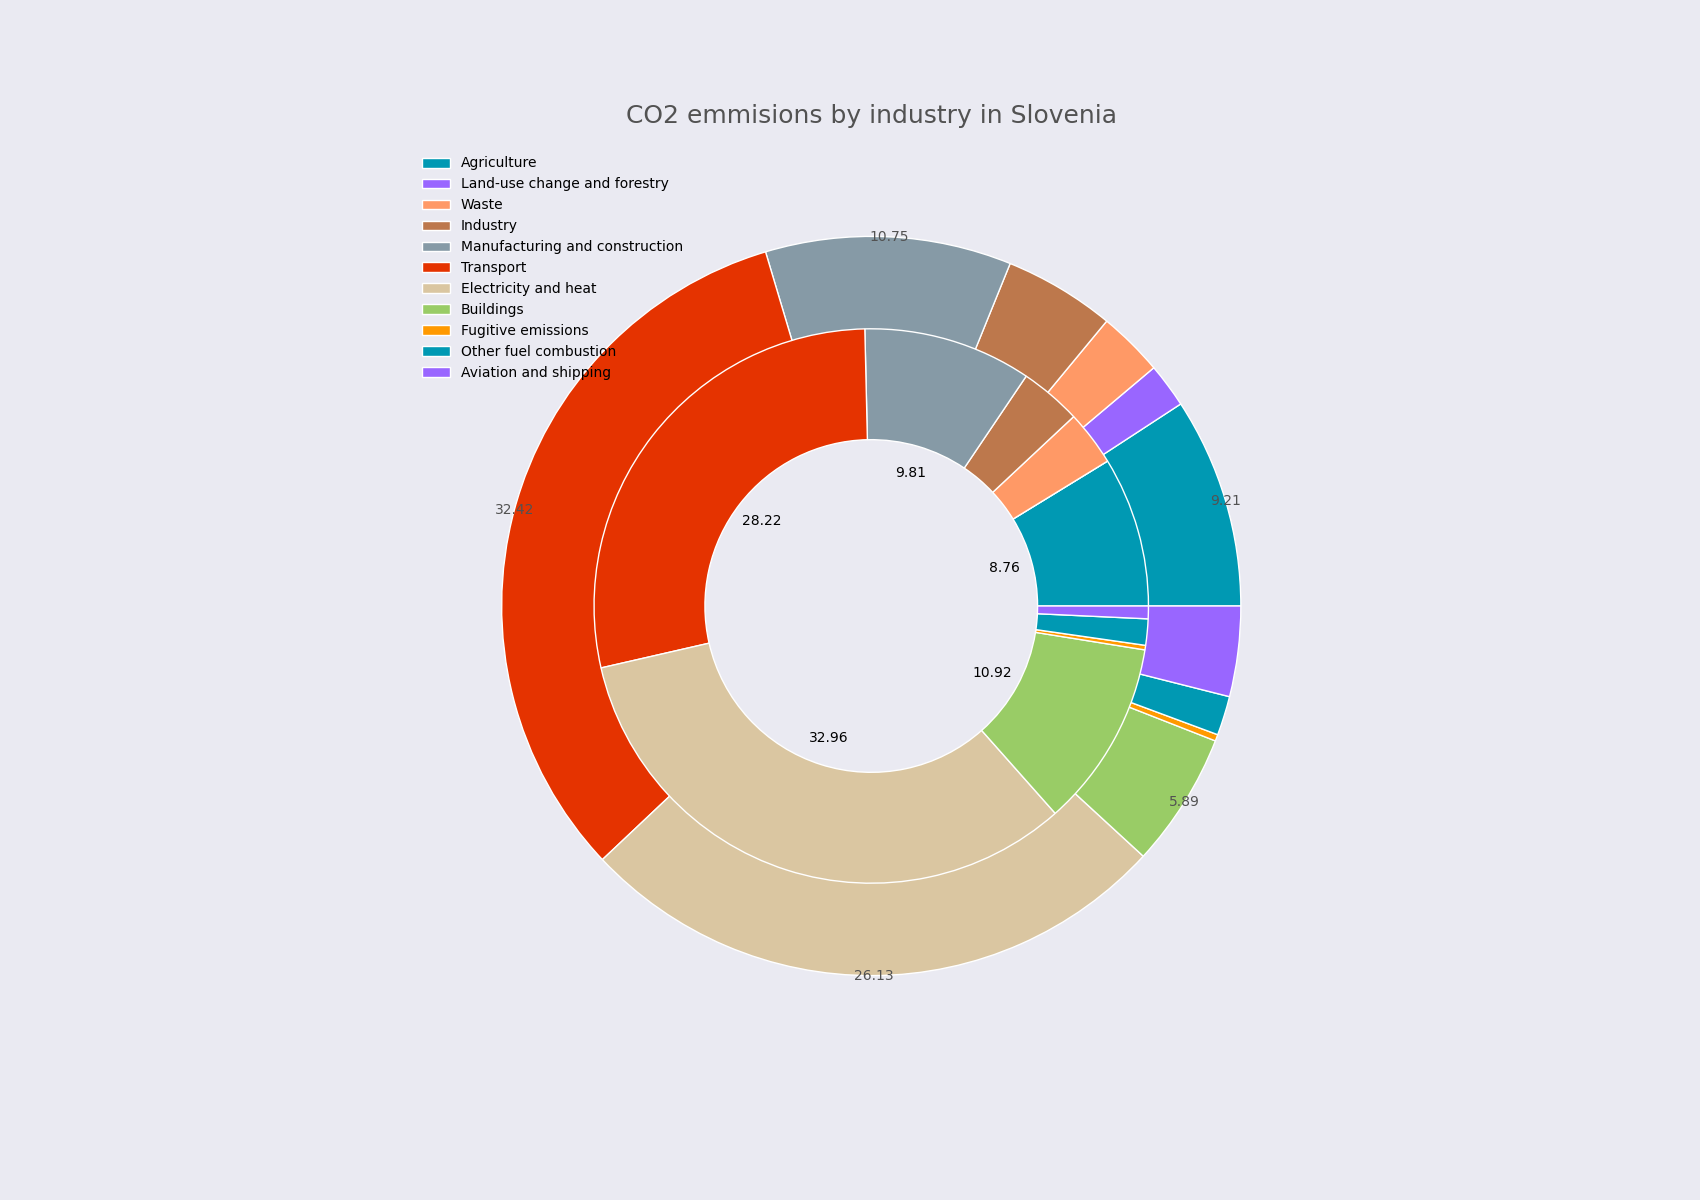 CO2 emmisions by industry in Slovenia
Agriculture
Land-use change and forestry
Waste
Industry
Manufacturing and construction
Transport
Electricity and heat
Buildings
Fugitive emissions
Other fuel combustion
Aviation and shipping
10.75
9.81
9.21
32.42
28.22
8.76
10.92
32.96
5.89
26.13